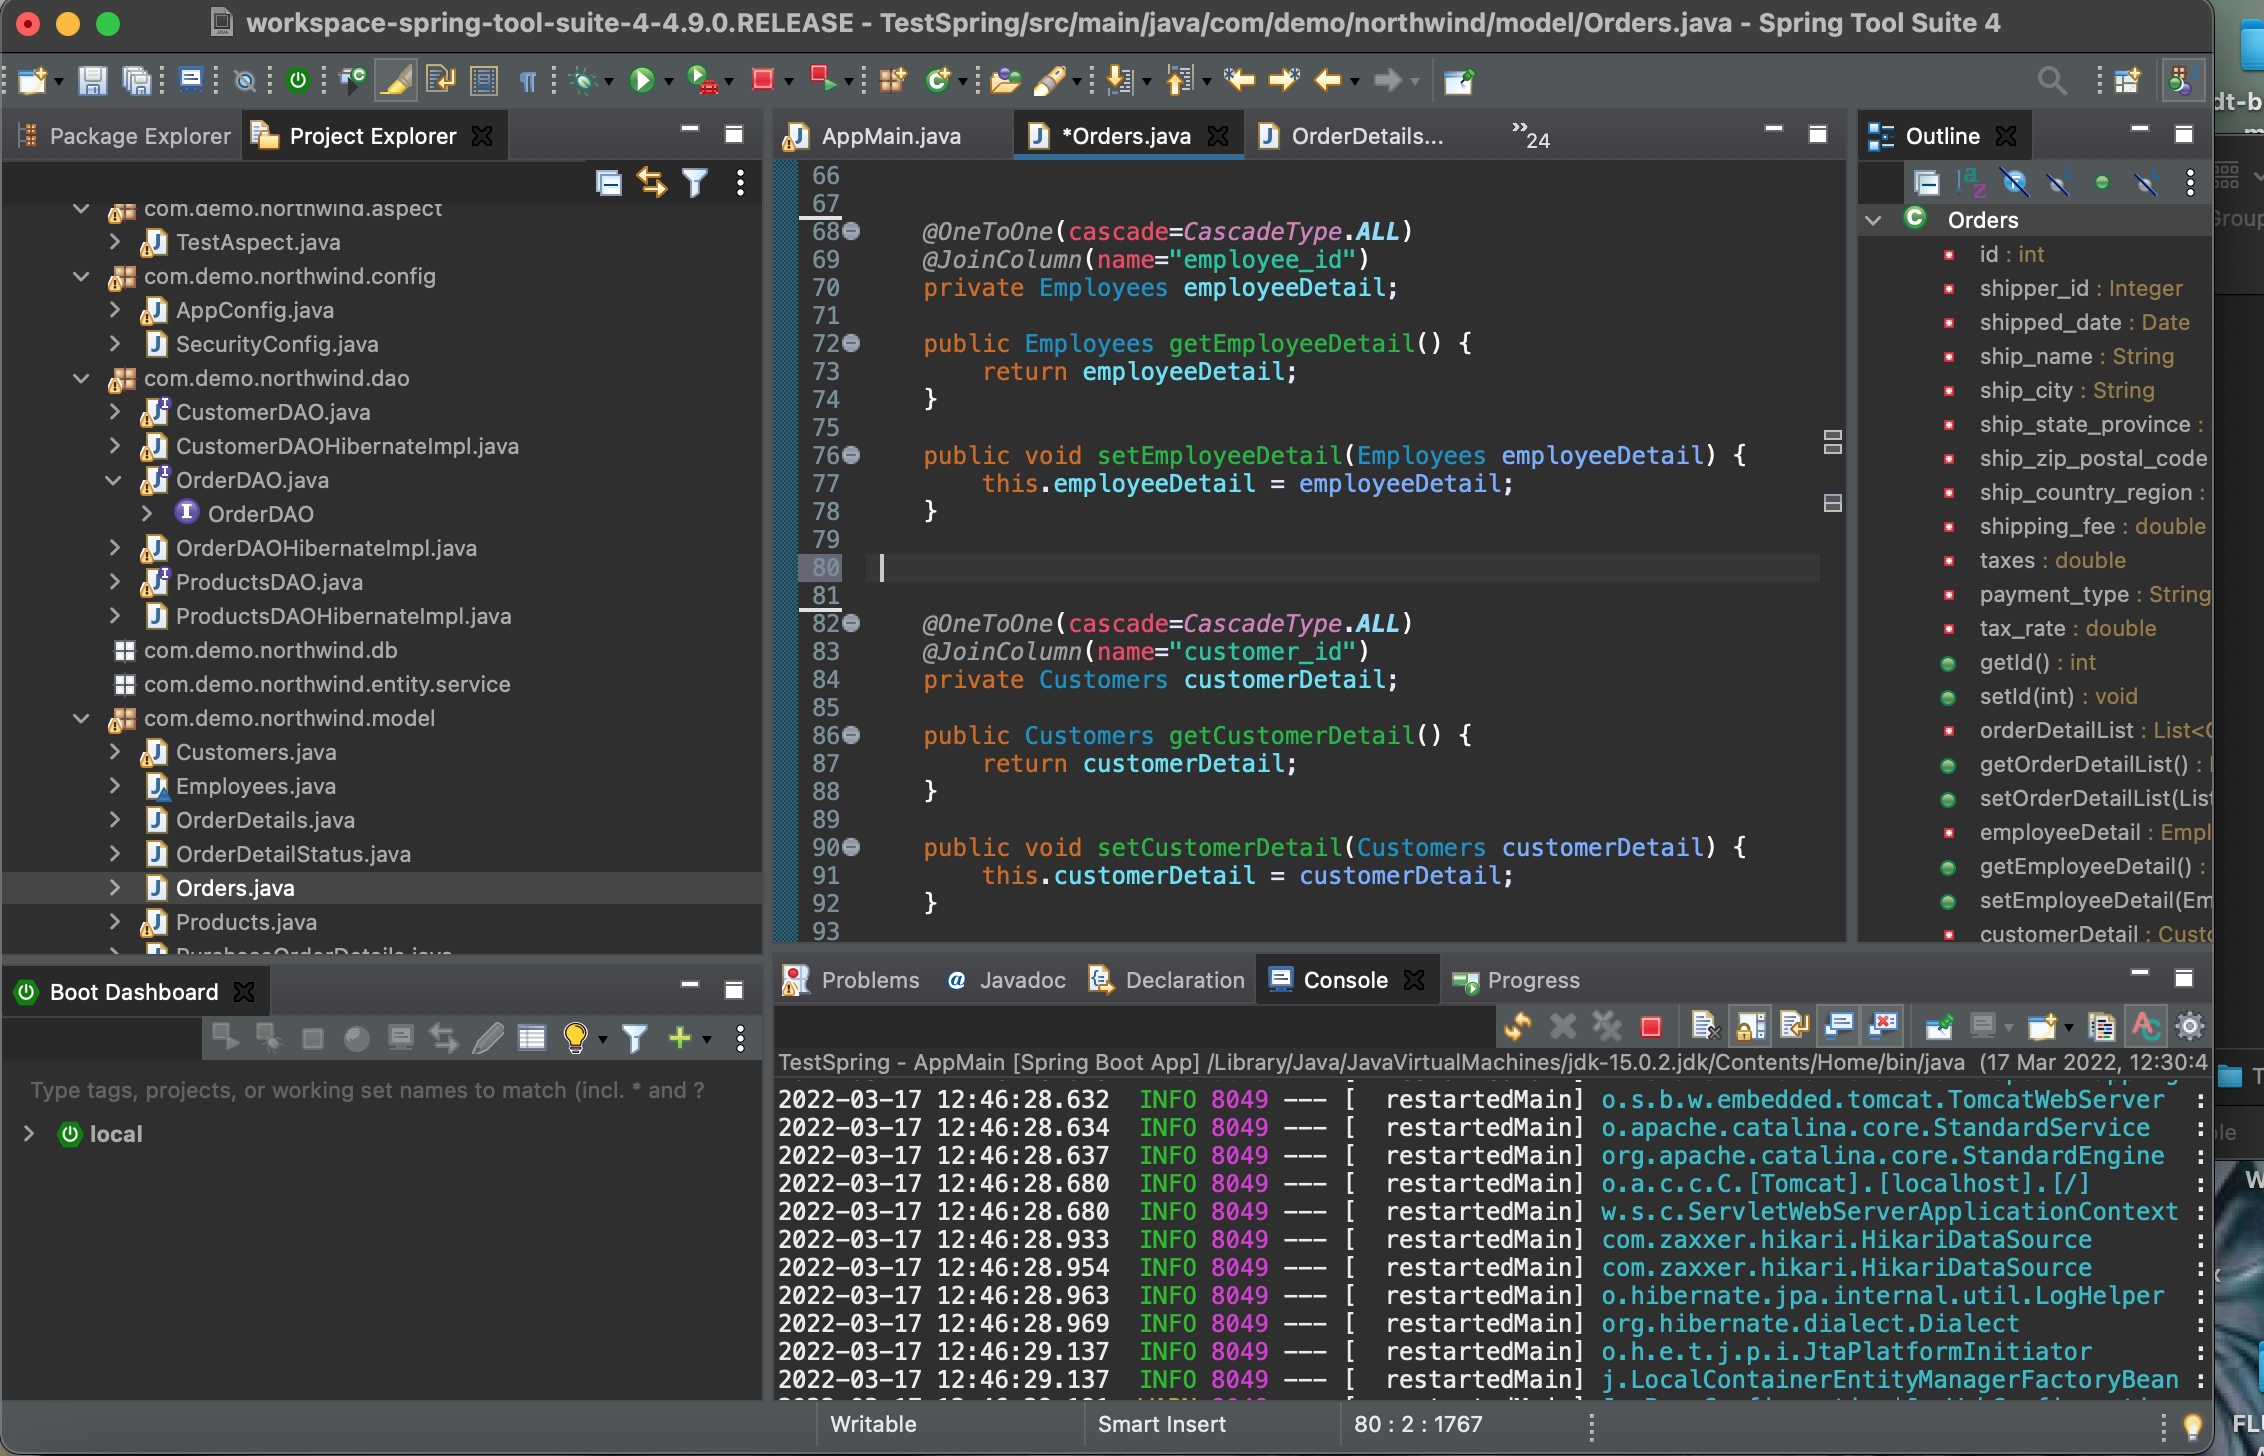 workspace-spring-tool-suite-4-4.9.0.RELEASE - TestSpring/src/main/java/com/demo/northwind/model/Orders.java - Spring Tool Suite 4
Package Explorer
Project Explorer
com.demo.northwind.aspect
TestAspect.java
com.demo.northwind.config
AppConfig.java
SecurityConfig.java
com.demo.northwind.dao
CustomerDAO.java
CustomerDAOHibernateImpl.java
OrderDAO.java
OrderDAO
OrderDAOHibernateImpl.java
ProductsDAO.java
ProductsDAOHibernateImpl.java
com.demo.northwind.db
com.demo.northwind.entity.service
com.demo.northwind.model
Customers.java
Employees.java
OrderDetails.java
OrderDetailStatus.java
Orders.java
Products.java
PurchaseOrderDetails.java
AppMain.java
*Orders.java
OrderDetails...
»24
66
67
68 @OneToOne(cascade=CascadeType.ALL)
69 @JoinColumn(name="employee_id")
70 private Employees employeeDetail;
71
72 public Employees getEmployeeDetail() {
73 return employeeDetail;
74 }
75
76 public void setEmployeeDetail(Employees employeeDetail) {
77 this.employeeDetail = employeeDetail;
78 }
79
80
81
82 @OneToOne(cascade=CascadeType.ALL)
83 @JoinColumn(name="customer_id")
84 private Customers customerDetail;
85
86 public Customers getCustomerDetail() {
87 return customerDetail;
88 }
89
90 public void setCustomerDetail(Customers customerDetail) {
91 this.customerDetail = customerDetail;
92 }
93
Outline
Orders
id : int
shipper_id : Integer
shipped_date : Date
ship_name : String
ship_city : String
ship_state_province :
ship_zip_postal_code
ship_country_region :
shipping_fee : double
taxes : double
payment_type : String
tax_rate : double
getId() : int
setId(int) : void
orderDetailList : List<
getOrderDetailList() :
setOrderDetailList(List
employeeDetail : Empl
getEmployeeDetail() :
setEmployeeDetail(Em
customerDetail : Custo
Boot Dashboard
Type tags, projects, or working set names to match (incl. * and ?
local
Problems
Javadoc
Declaration
Console
Progress
TestSpring - AppMain [Spring Boot App] /Library/Java/JavaVirtualMachines/jdk-15.0.2.jdk/Contents/Home/bin/java (17 Mar 2022, 12:30:4
2022-03-17 12:46:28.632 INFO 8049 --- [ restartedMain] o.s.b.w.embedded.tomcat.TomcatWebServer :
2022-03-17 12:46:28.634 INFO 8049 --- [ restartedMain] o.apache.catalina.core.StandardService :
2022-03-17 12:46:28.637 INFO 8049 --- [ restartedMain] org.apache.catalina.core.StandardEngine :
2022-03-17 12:46:28.680 INFO 8049 --- [ restartedMain] o.a.c.c.C.[Tomcat].[localhost].[/] :
2022-03-17 12:46:28.680 INFO 8049 --- [ restartedMain] w.s.c.ServletWebServerApplicationContext :
2022-03-17 12:46:28.933 INFO 8049 --- [ restartedMain] com.zaxxer.hikari.HikariDataSource :
2022-03-17 12:46:28.954 INFO 8049 --- [ restartedMain] com.zaxxer.hikari.HikariDataSource :
2022-03-17 12:46:28.963 INFO 8049 --- [ restartedMain] o.hibernate.jpa.internal.util.LogHelper :
2022-03-17 12:46:28.969 INFO 8049 --- [ restartedMain] org.hibernate.dialect.Dialect :
2022-03-17 12:46:29.137 INFO 8049 --- [ restartedMain] o.h.e.t.j.p.i.JtaPlatformInitiator :
2022-03-17 12:46:29.137 INFO 8049 --- [ restartedMain] j.LocalContainerEntityManagerFactoryBean :
Writable
Smart Insert
80 : 2 : 1767